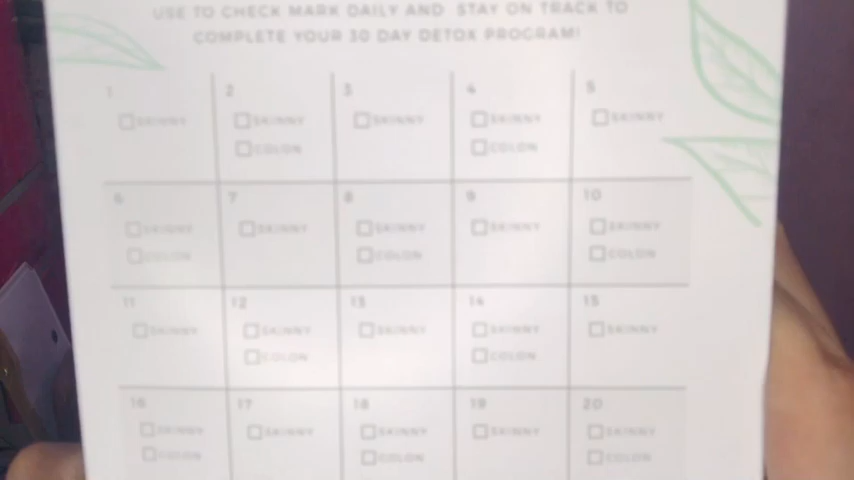 USE TO CHECK MARK DAILY AND STAY ON TRACK TO
COMPLETE YOUR 30 DAY DETOX PROGRAM!
1 2 3 4 5
SKINNY SKINNY SKINNY SKINNY SKINNY
COLON COLON
6 7 8 9 10
SKINNY SKINNY SKINNY SKINNY SKINNY
COLON COLON COLON
11 12 13 14 15
SKINNY SKINNY SKINNY SKINNY SKINNY
COLON COLON
16 17 18 19 20
SKINNY SKINNY SKINNY SKINNY SKINNY
COLON COLON COLON